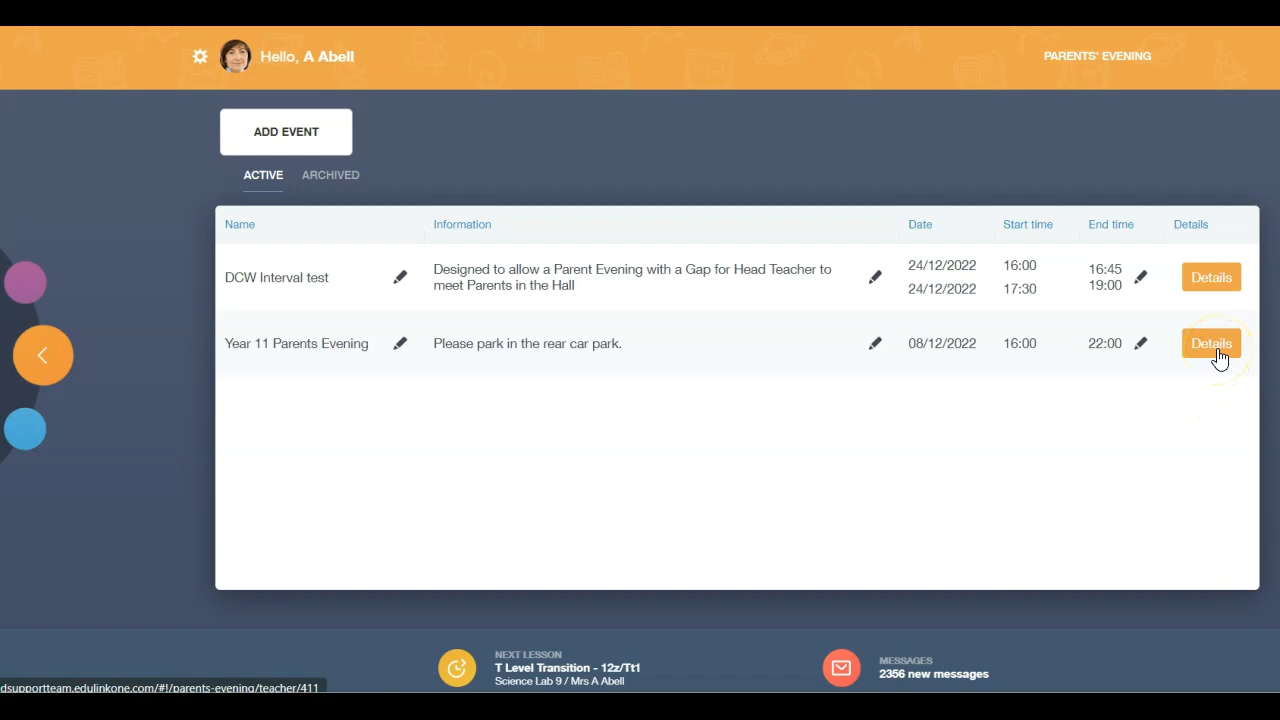 Hello, A Abell
PARENTS' EVENING
ADD EVENT
ACTIVE ARCHIVED
Name Information Date Start time End time Details
DCW Interval test
Designed to allow a Parent Evening with a Gap for Head Teacher to
meet Parents in the Hall
24/12/2022 16:00 16:45
24/12/2022 17:30 19:00
Details
Year 11 Parents Evening Please park in the rear car park. 08/12/2022 16:00 22:00 Details
NEXT LESSON
T Level Transition - 12z/Tt1
Science Lab 9 / Mrs A Abell
MESSAGES
2356 new messages
dsupportteam.edulinkone.com/#!/parents-evening/teacher/411